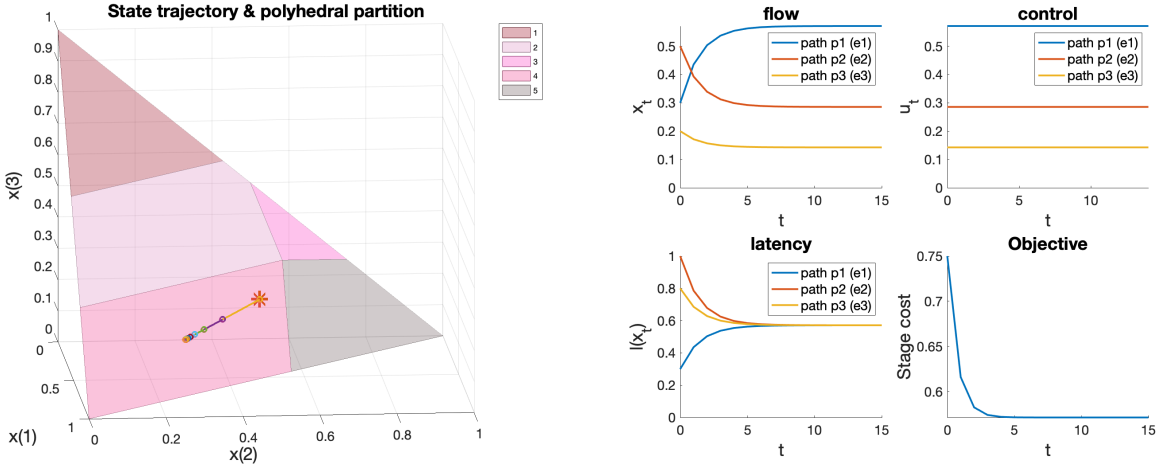 State trajectory & polyhedral partition
1
0.9
0.8
0.7
0.6
0.5
0.4
0.3
0.2
0.1
0
x(3)
0
0.5
1
x(1)
0
0.2
0.4
0.6
0.8
1
x(2)
1
2
3
4
5
flow
0.5
0.4
0.3
0.2
0.1
0
x_t
path p1 (e1)
path p2 (e2)
path p3 (e3)
0
5
10
15
t
control
0.5
0.4
0.3
0.2
0.1
0
u_t
path p1 (e1)
path p2 (e2)
path p3 (e3)
5
10
t
latency
1
0.8
0.6
0.4
0.2
0
l(x_t)
path p1 (e1)
path p2 (e2)
path p3 (e3)
0
5
10
15
t
Objective
0.75
0.7
0.65
0.6
Stage cost
0
5
10
15
t